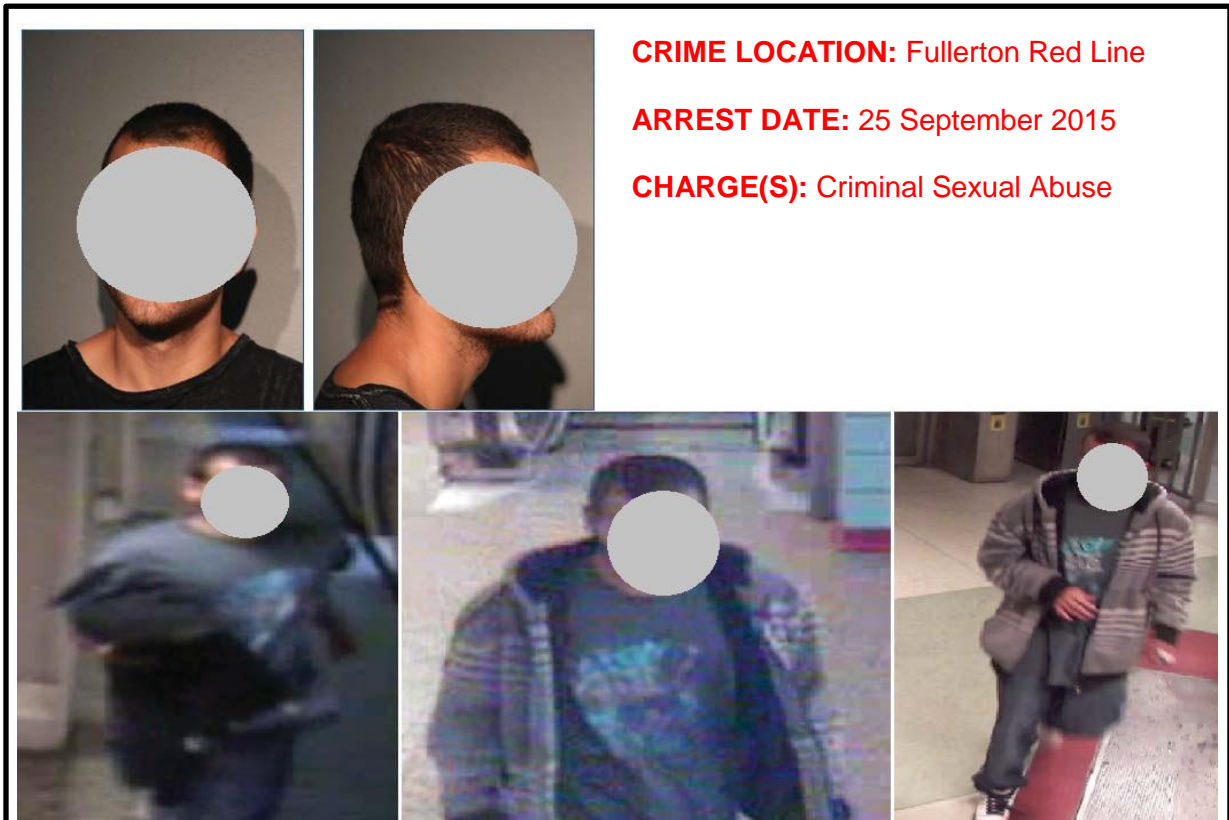 CRIME LOCATION: Fullerton Red Line
ARREST DATE: 25 September 2015
CHARGE(S): Criminal Sexual Abuse